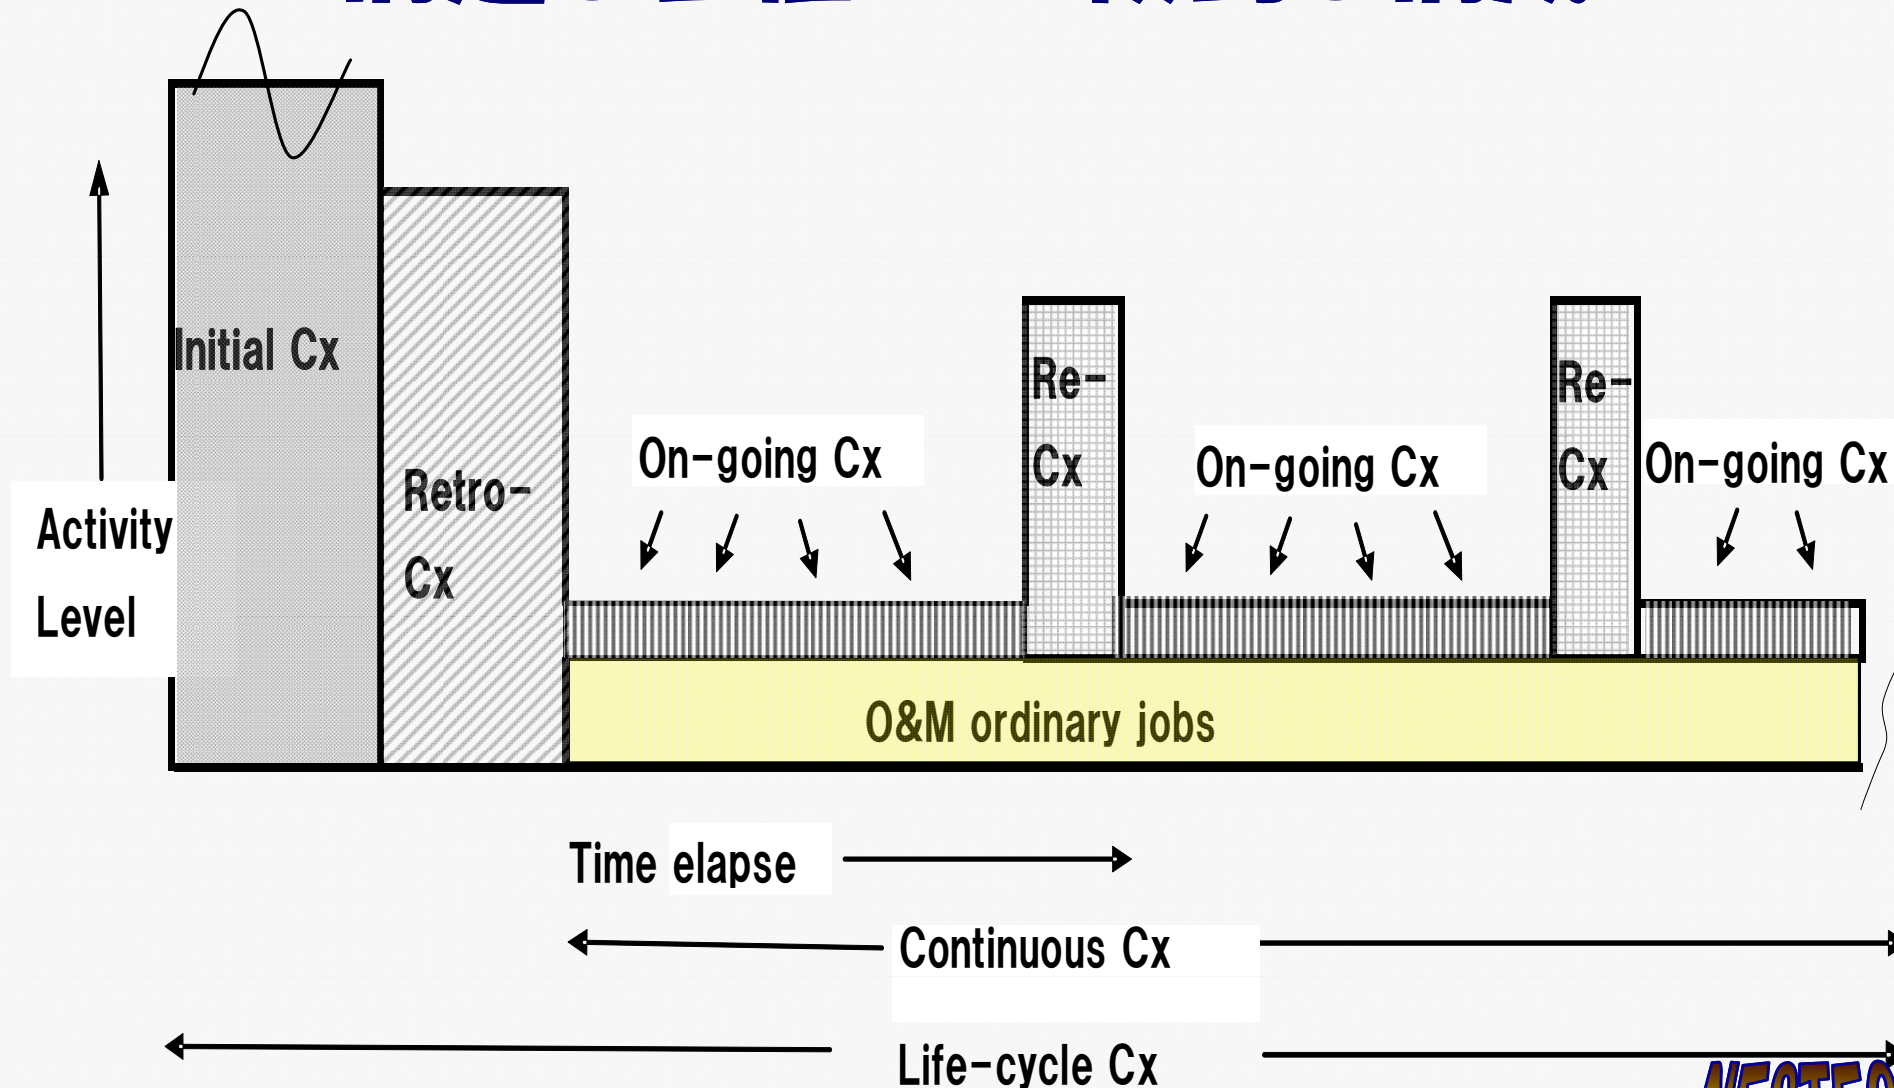 Initial Cx
Retro-
Cx
On-going Cx
Re-
Cx
On-going Cx
Re-
Cx
On-going Cx
Activity
Level
O&M ordinary jobs
Time elapse
Continuous Cx
Life-cycle Cx